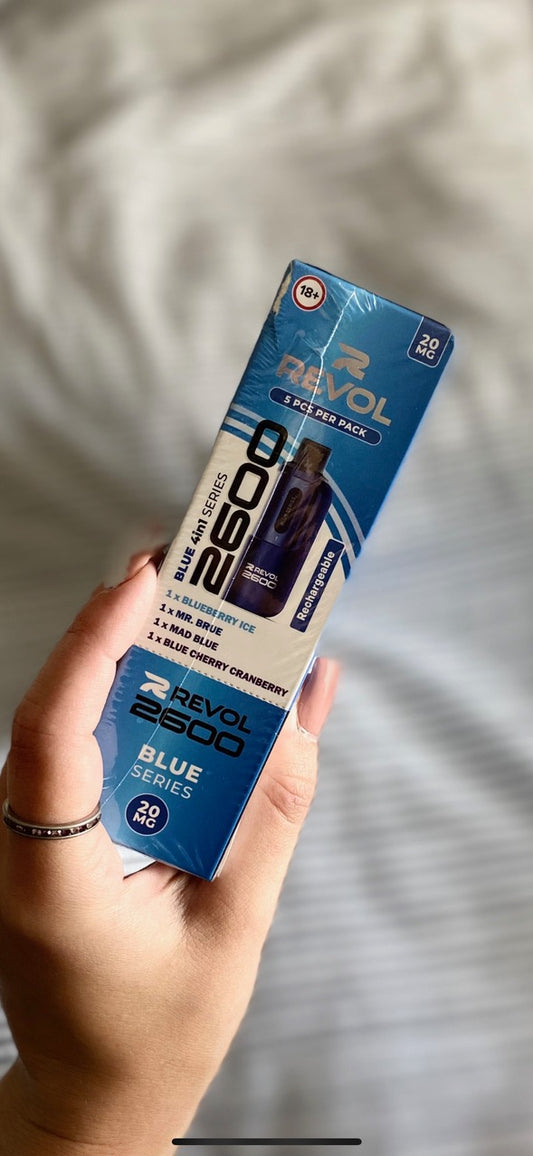 18+
20
MG
REVOL
5 PCS PER PACK
BLUE 4in1 SERIES
2600
REVOL
2600
Rechargeable
1 x BLUEBERRY ICE
1 x MR. BRUE
1 x MAD BLUE
1 x BLUE CHERRY CRANBERRY
REVOL
2600
BLUE
SERIES
20
MG